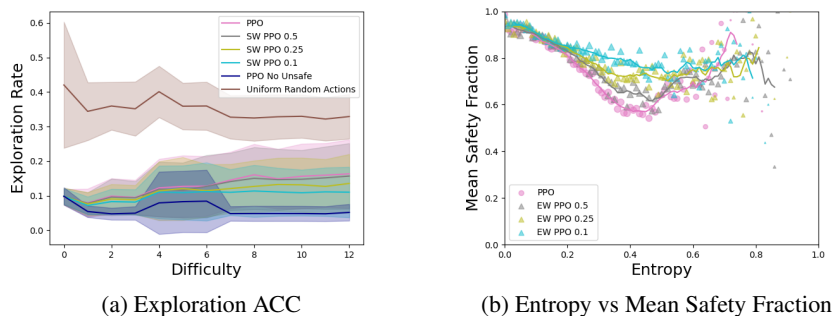 PPO
SW PPO 0.5
SW PPO 0.25
SW PPO 0.1
PPO No Unsafe
Uniform Random Actions
Exploration Rate
0.6
0.5
0.4
0.3
0.2
0.1
0.0
0 2 4 6 8 10 12
Difficulty
(a) Exploration ACC
Mean Safety Fraction
1.0
0.8
0.6
0.4
0.2
0.0
PPO
EW PPO 0.5
EW PPO 0.25
EW PPO 0.1
0.0 0.2 0.4 0.6 0.8 1.0
Entropy
(b) Entropy vs Mean Safety Fraction